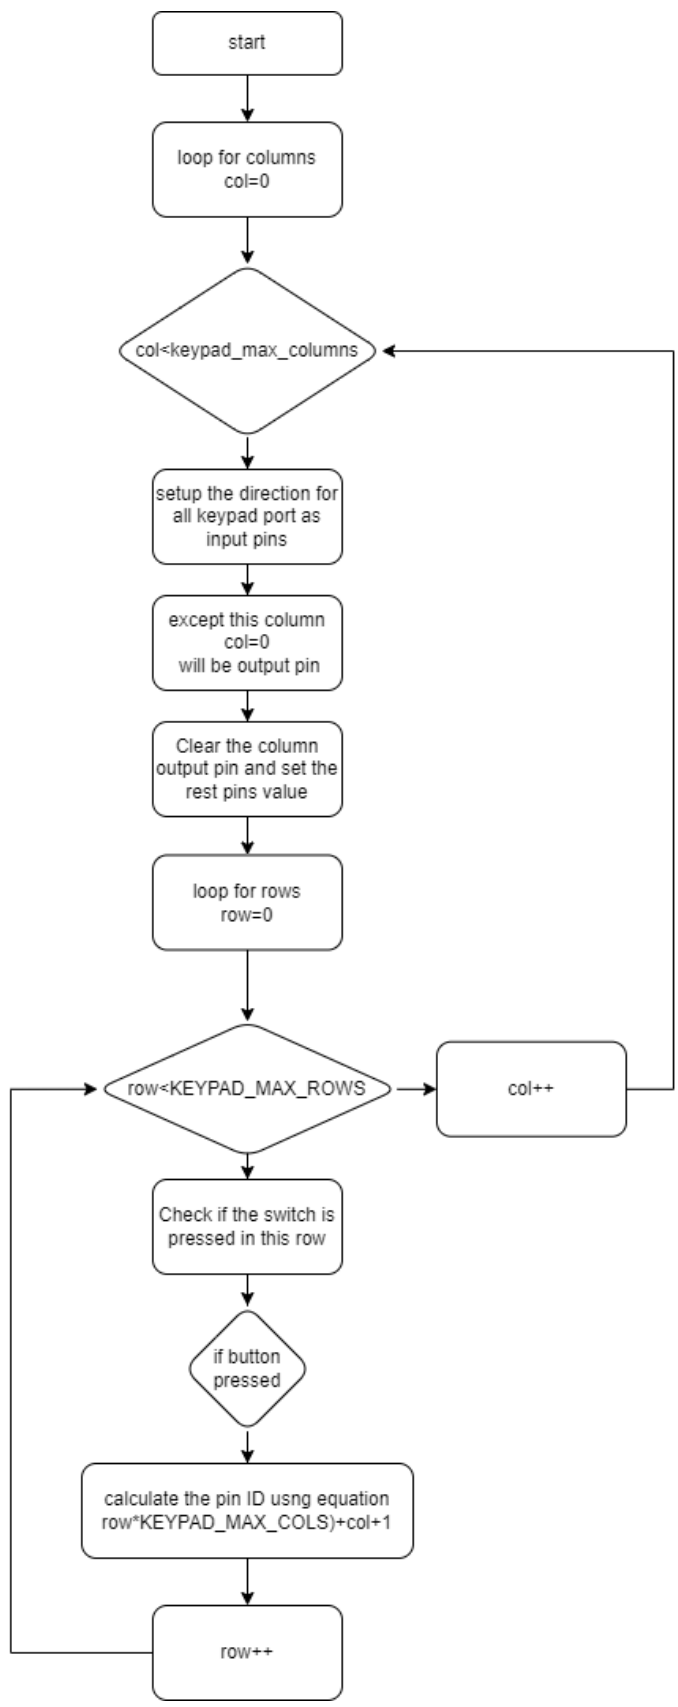 start
loop for columns
col=0
col<keypad_max_columns
setup the direction for
all keypad port as
input pins
except this column
col=0
will be output pin
Clear the column
output pin and set the
rest pins value
loop for rows
row=0
row<KEYPAD_MAX_ROWS
col++
Check if the switch is
pressed in this row
if button
pressed
calculate the pin ID usng equation
row*KEYPAD_MAX_COLS)+col+1
row++